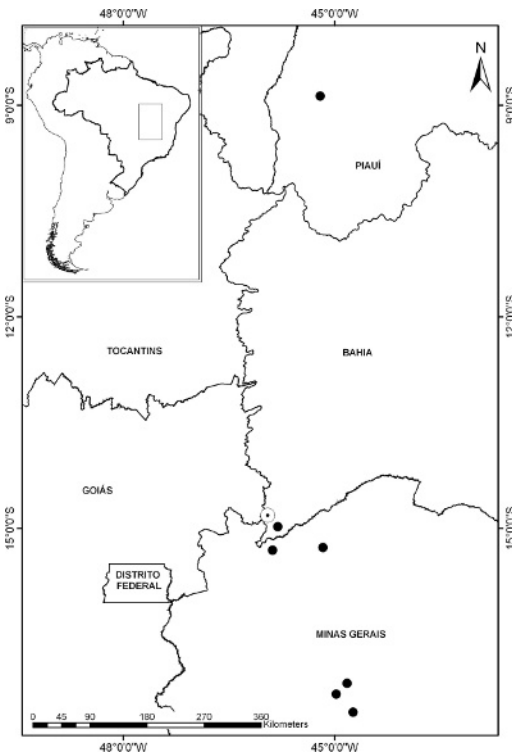 48°0'0"W 45°0'0"W
N
9°0'0"S 9°0'0"S
PIAUÍ
12°0'0"S 12°0'0"S
TOCANTINS BAHIA
GOIÁS
15°0'0"S 15°0'0"S
DISTRITO
FEDERAL
MINAS GERAIS
0 45 90 180 270 360
Kilometers
48°0'0"W 45°0'0"W